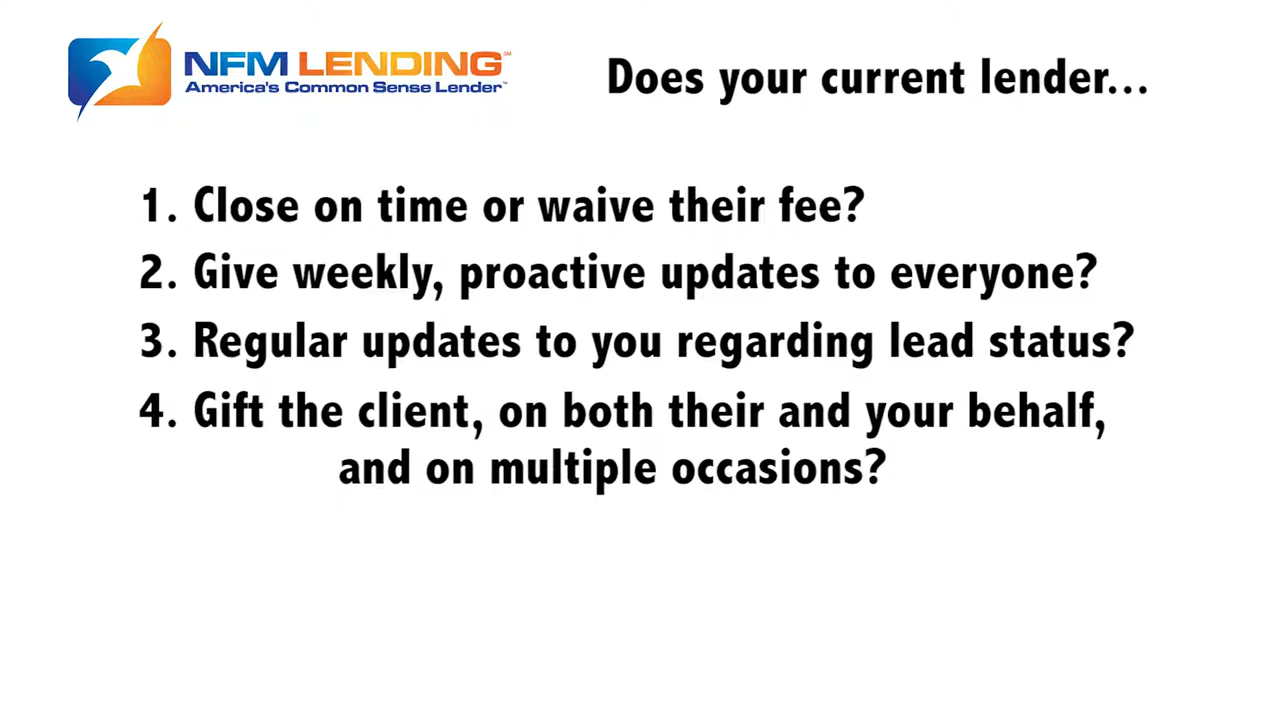 NFM LENDING℠
America's Common Sense Lender™
Does your current lender...
1. Close on time or waive their fee?
2. Give weekly, proactive updates to everyone?
3. Regular updates to you regarding lead status?
4. Gift the client, on both their and your behalf,
and on multiple occasions?